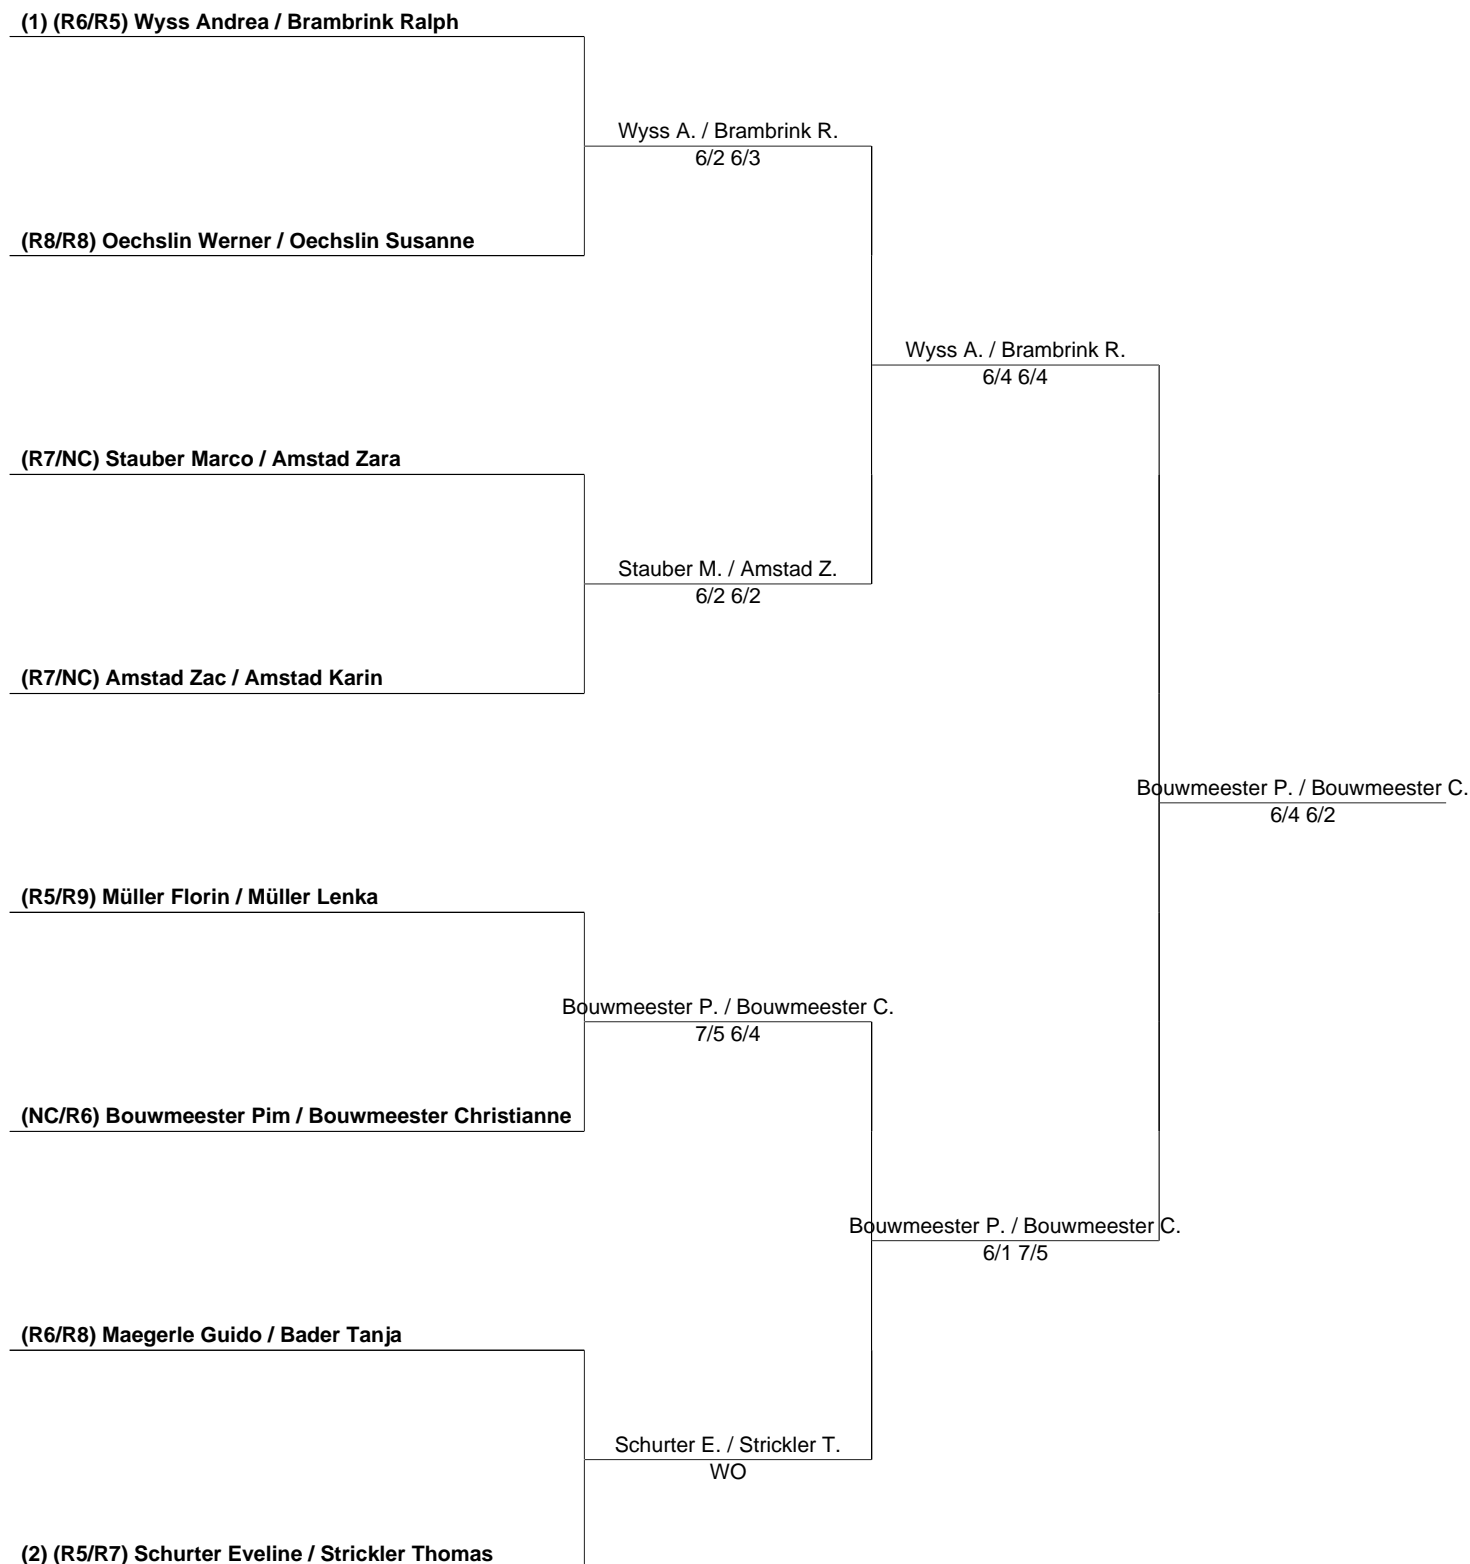 (1) (R6/R5) Wyss Andrea / Brambrink Ralph
Wyss A. / Brambrink R.
6/2 6/3
(R8/R8) Oechslin Werner / Oechslin Susanne
Wyss A. / Brambrink R.
6/4 6/4
(R7/NC) Stauber Marco / Amstad Zara
Stauber M. / Amstad Z.
6/2 6/2
(R7/NC) Amstad Zac / Amstad Karin
Bouwmeester P. / Bouwmeester C.
6/4 6/2
(R5/R9) Müller Florin / Müller Lenka
Bouwmeester P. / Bouwmeester C.
7/5 6/4
(NC/R6) Bouwmeester Pim / Bouwmeester Christianne
Bouwmeester P. / Bouwmeester C.
6/1 7/5
(R6/R8) Maegerle Guido / Bader Tanja
Schurter E. / Strickler T.
WO
(2) (R5/R7) Schurter Eveline / Strickler Thomas